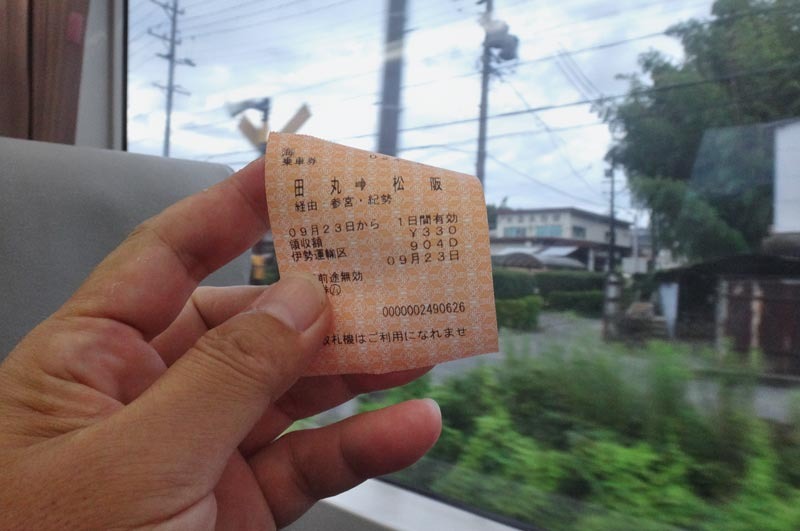 海
乗車券
田 丸 ⇒ 松 阪
経由 参宮・紀勢
09月23日から 1日間有効
領収額 ¥330
伊勢運輸区 904D
09月23日
前途無効
0000002490626
改札機はご利用になれませ